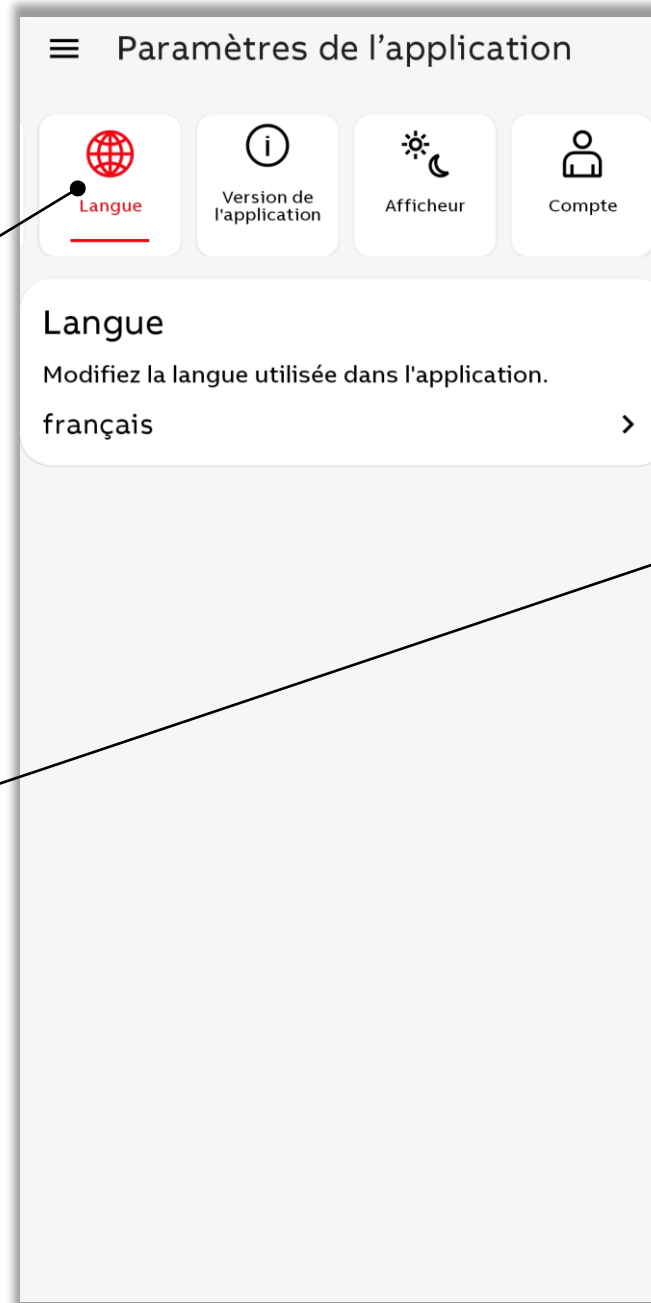 Paramètres de l’application
Langue
Version de
l'application
Afficheur
Compte
Langue
Modifiez la langue utilisée dans l'application.
français